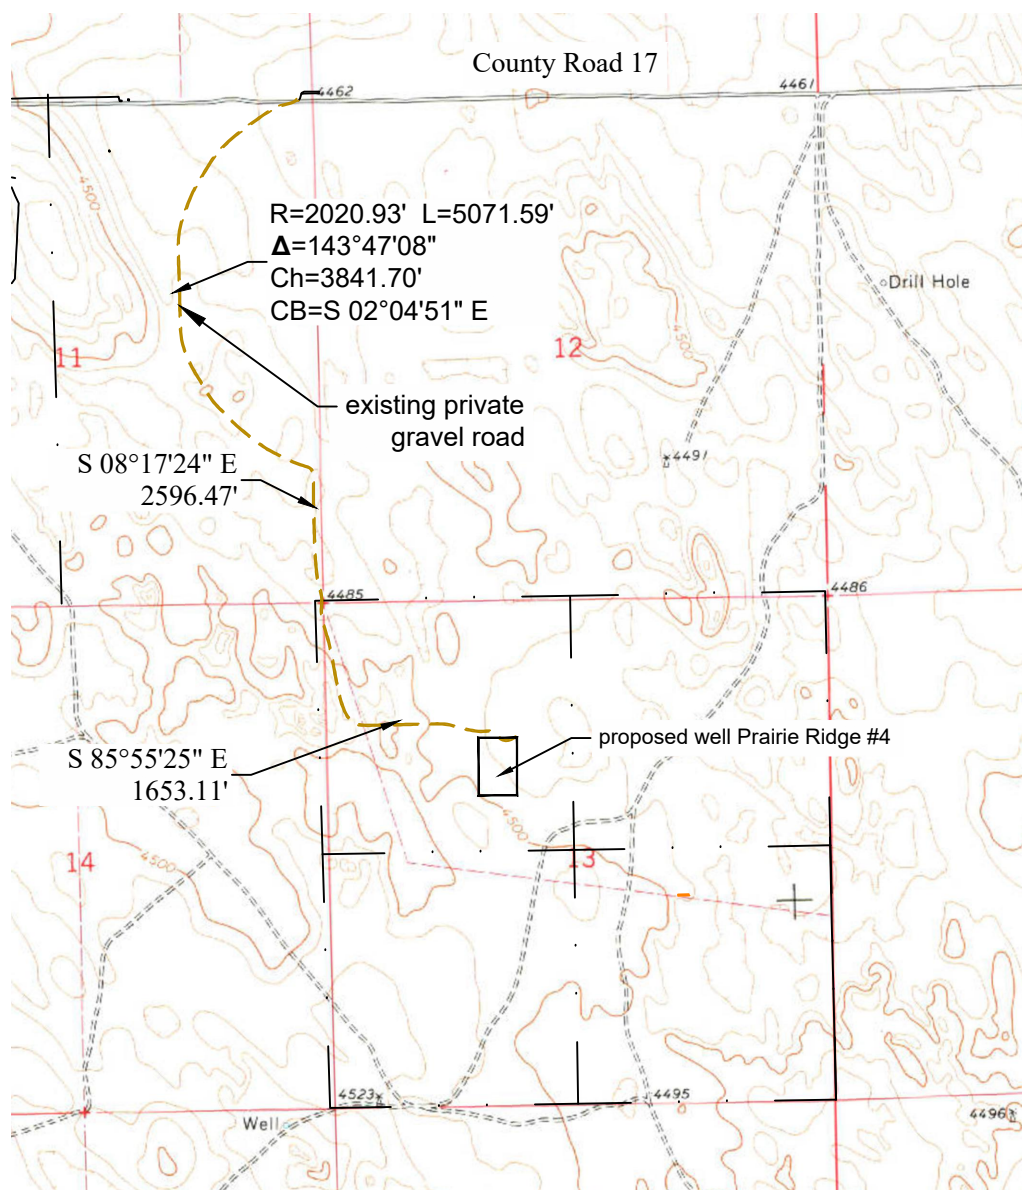 County Road 17
4462
4461
4500
R=2020.93' L=5071.59'
Δ=143°47'08"
Ch=3841.70'
CB=S 02°04'51" E
Drill Hole
11
12
4500
existing private
gravel road
S 08°17'24" E
2596.47'
4491
4485
4486
S 85°55'25" E
1653.11'
proposed well Prairie Ridge #4
4500
14
4500
13
4523
4495
Well
4496